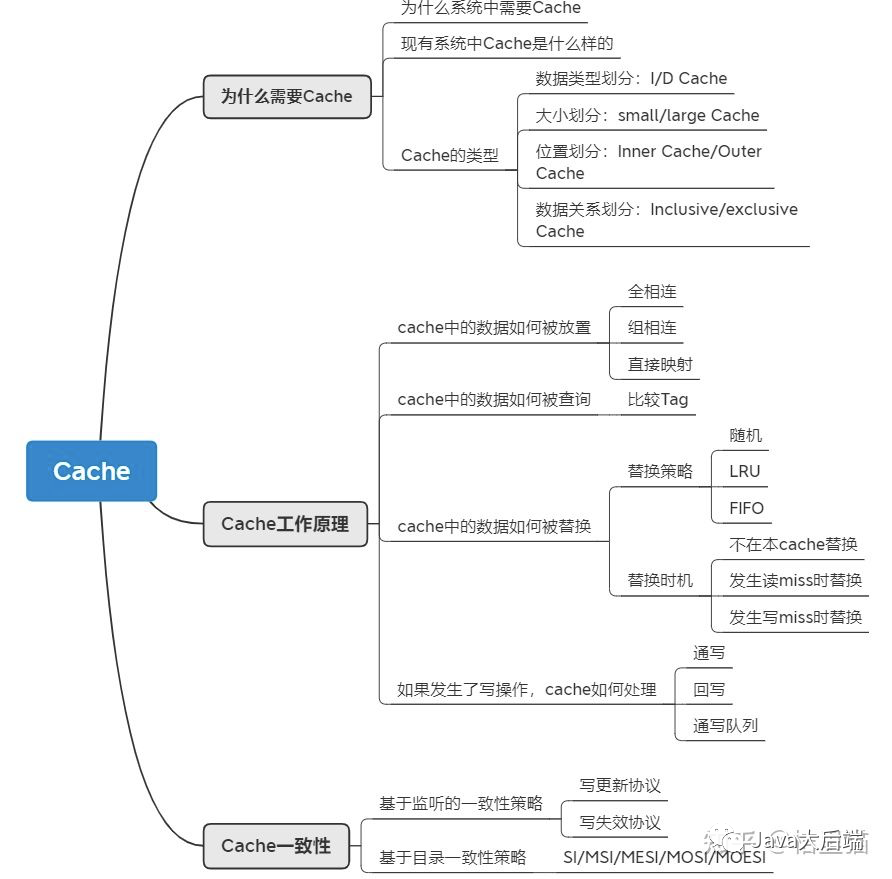 为什么系统中需要Cache
现有系统中Cache是什么样的
为什么需要Cache
数据类型划分：I/D Cache
大小划分：small/large Cache
Cache的类型
位置划分：Inner Cache/Outer
Cache
数据关系划分：Inclusive/exclusive
Cache
全相连
cache中的数据如何被放置
组相连
直接映射
cache中的数据如何被查询
比较Tag
随机
Cache
替换策略
LRU
FIFO
Cache工作原理
cache中的数据如何被替换
不在本cache替换
替换时机
发生读miss时替换
发生写miss时替换
通写
如果发生了写操作，cache如何处理
回写
通写队列
写更新协议
基于监听的一致性策略
写失效协议
Cache一致性
基于目录一致性策略
SI/MSI/MESI/MOSI/MOESI
Java大后端